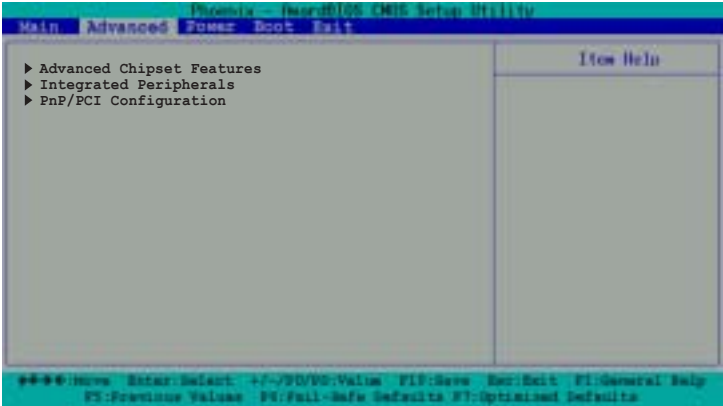 Phoenix - AwardBIOS CMOS Setup Utility
Main Advanced Power Boot Exit
Item Help
▶ Advanced Chipset Features
▶ Integrated Peripherals
▶ PnP/PCI Configuration
:Move Enter:Select +/-/PU/PD:Value F10:Save Esc:Exit F1:General Help
F5:Previous Values F6:Fail-Safe Defaults F7:Optimized Defaults